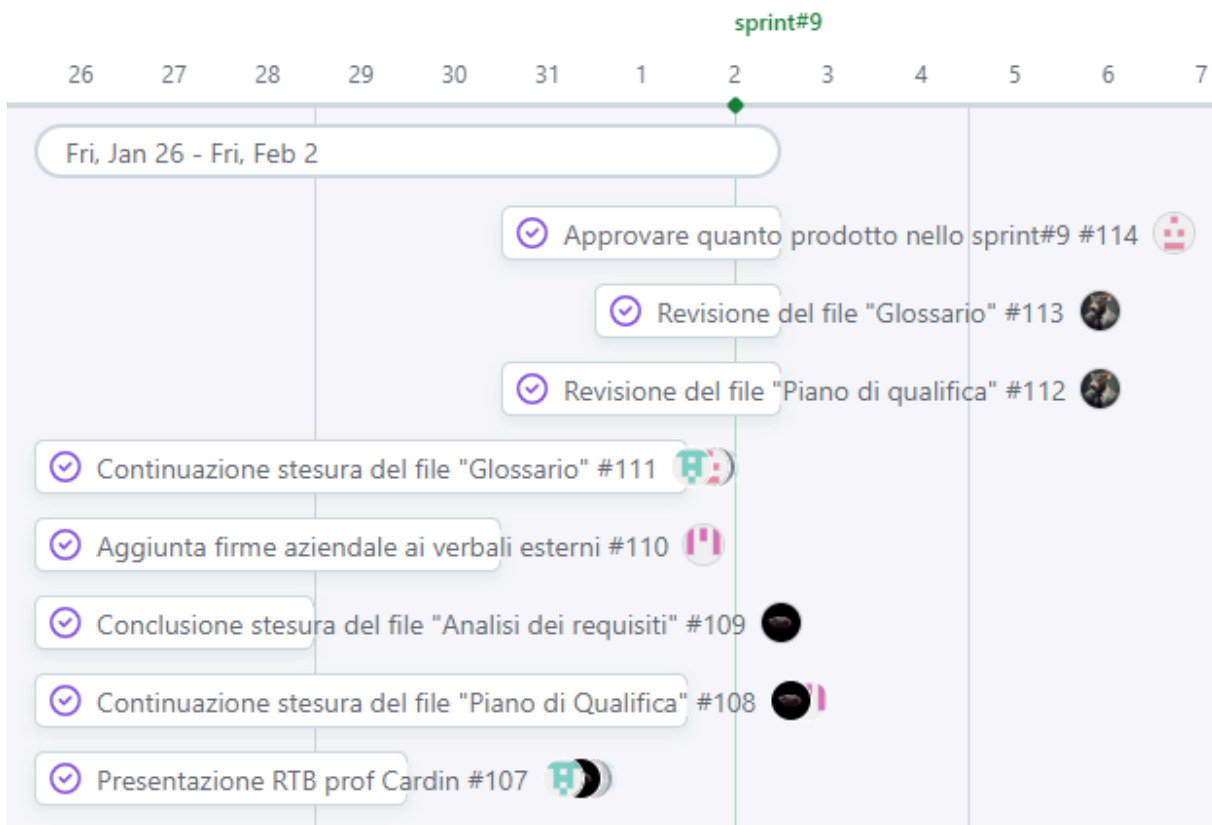 sprint#9
26 27 28 29 30 31 1 2 3 4 5 6 7
Fri, Jan 26 - Fri, Feb 2
Approvare quanto prodotto nello sprint#9 #114
Revisione del file "Glossario" #113
Revisione del file "Piano di qualifica" #112
Continuazione stesura del file "Glossario" #111
Aggiunta firme aziendale ai verbali esterni #110
Conclusione stesura del file "Analisi dei requisiti" #109
Continuazione stesura del file "Piano di Qualifica" #108
Presentazione RTB prof Cardin #107